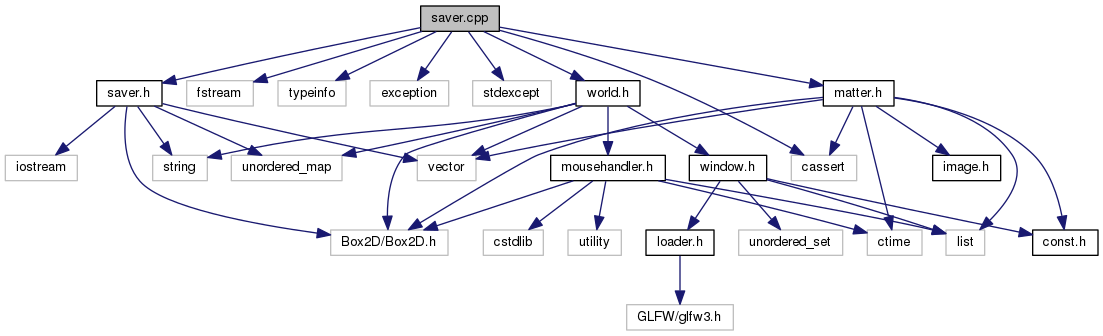 saver.cpp
saver.h
fstream
typeinfo
exception
stdexcept
world.h
matter.h
iostream
string
unordered_map
vector
mousehandler.h
window.h
cassert
image.h
Box2D/Box2D.h
cstdlib
utility
loader.h
unordered_set
ctime
list
const.h
GLFW/glfw3.h